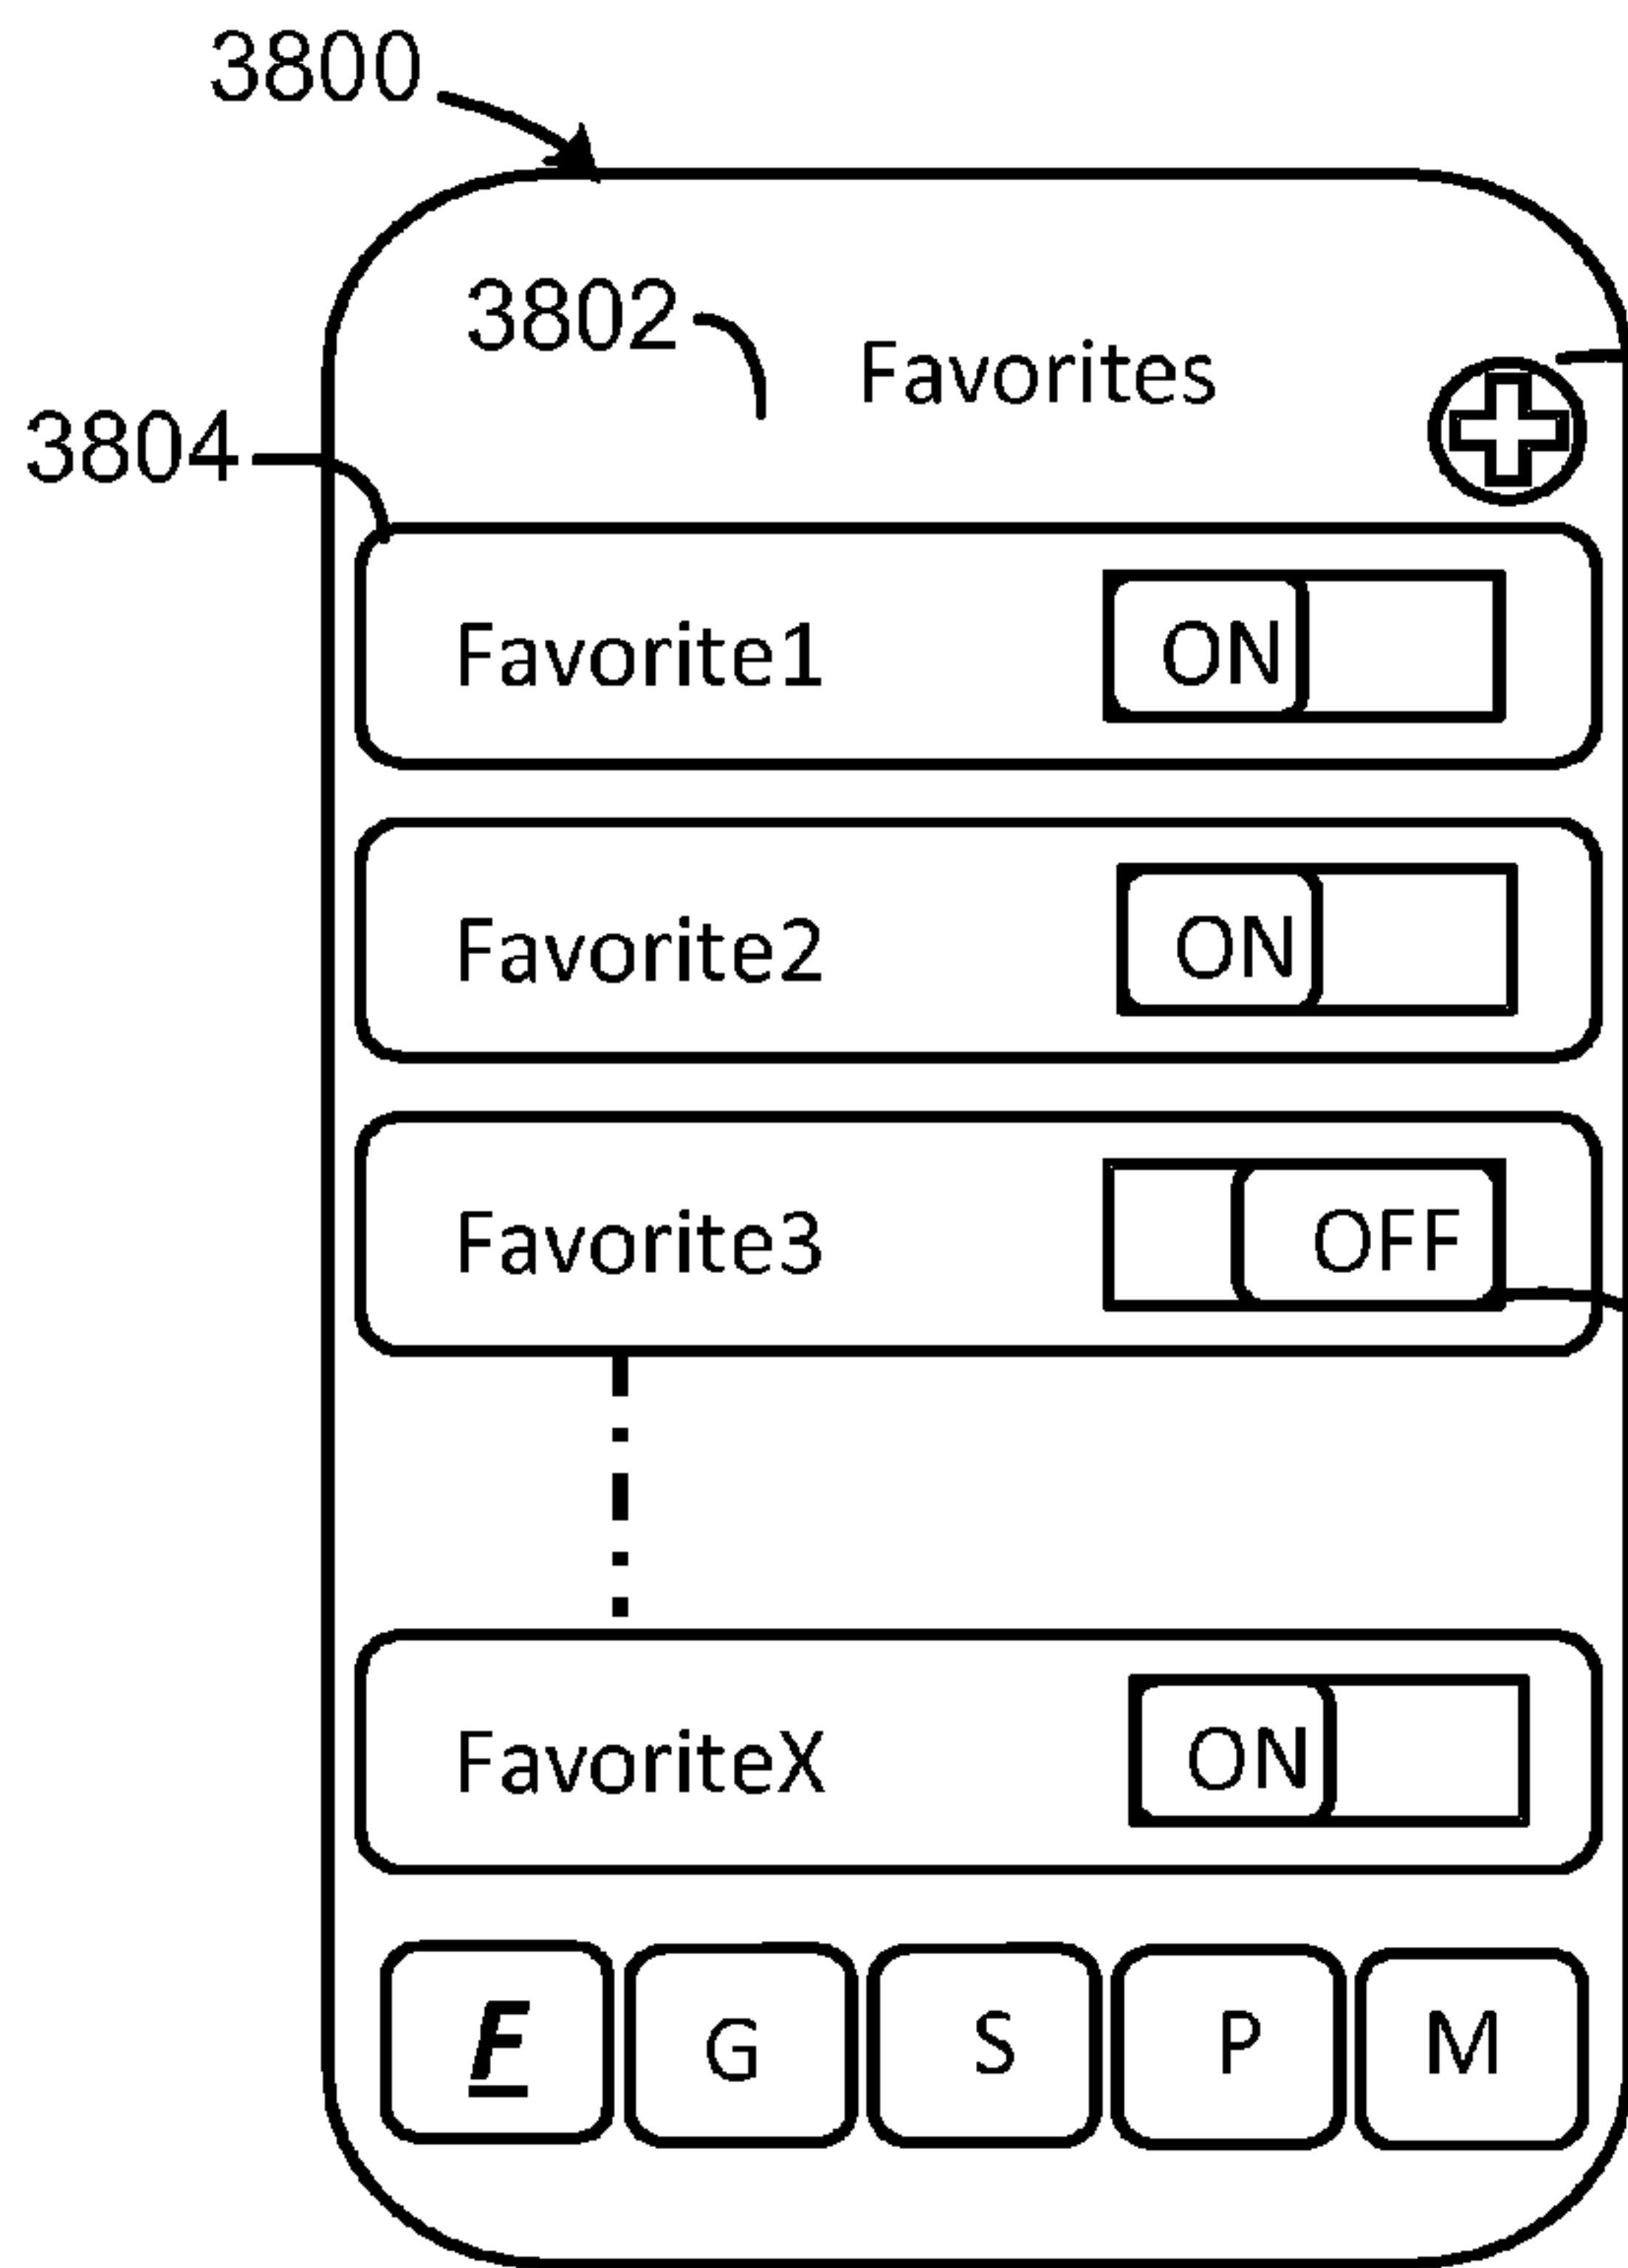 3800
3802
Favorites
3804
Favorite1 ON
Favorite2 ON
Favorite3 OFF
FavoriteX ON
F G S P M